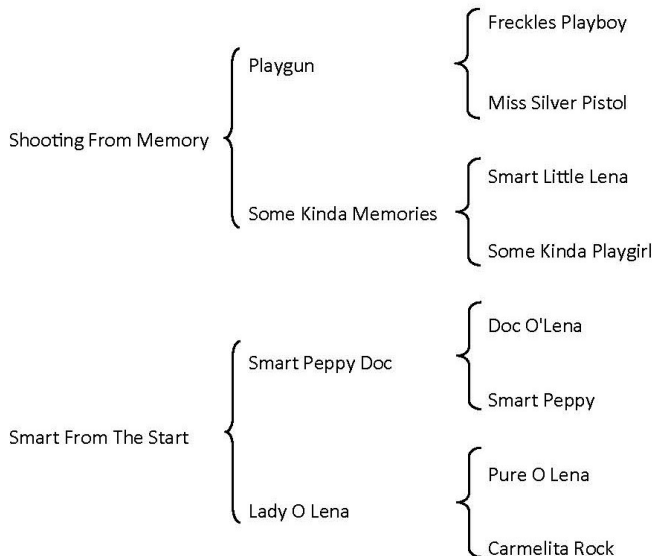 Freckles Playboy
Playgun
Miss Silver Pistol
Shooting From Memory
Smart Little Lena
Some Kinda Memories
Some Kinda Playgirl
Doc O'Lena
Smart Peppy Doc
Smart Peppy
Smart From The Start
Pure O Lena
Lady O Lena
Carmelita Rock